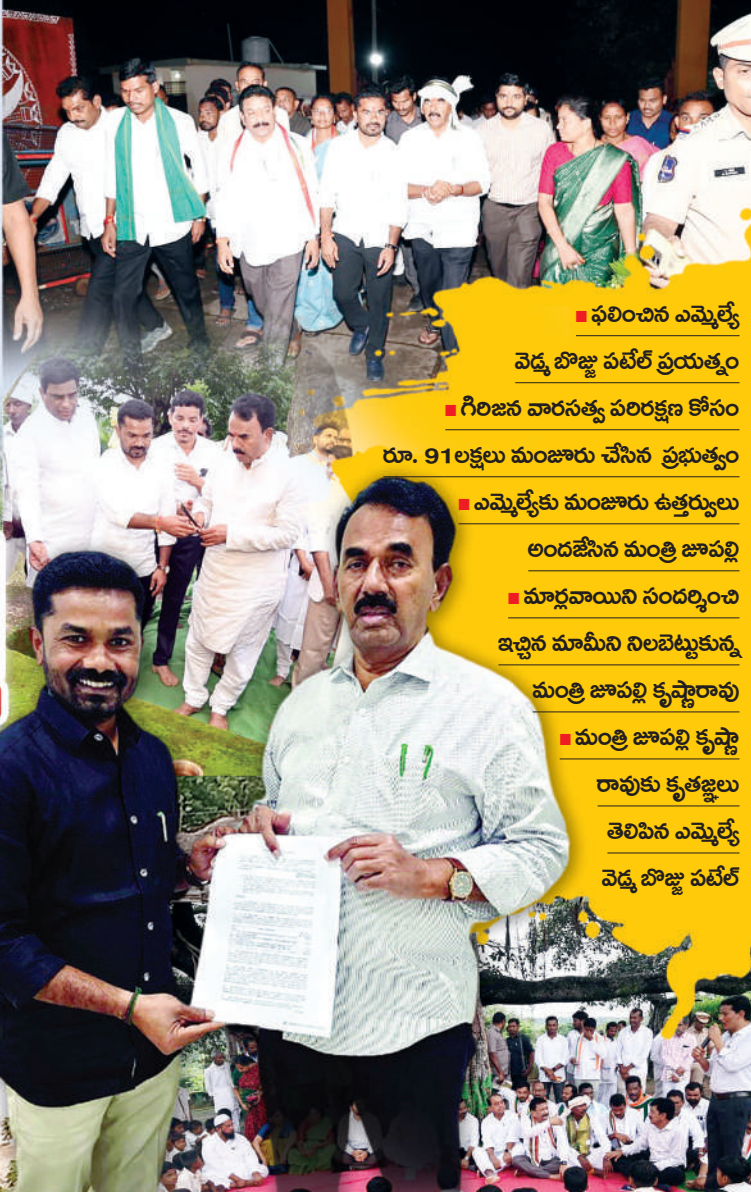 ■ ఫలించిన ఎమ్మెల్యే
వెడ్మ బొజ్జు పటేల్ ప్రయత్నం
■ గిరిజన వారసత్వ పరిరక్షణ కోసం
రూ. 91లక్షలు మంజూరు చేసిన ప్రభుత్వం
■ ఎమ్మెల్యేకు మంజూరు ఉత్తర్వులు
అందజేసిన మంత్రి జూపల్లి
■ మార్లవాయిని సందర్శించి
ఇచ్చిన మామీని నిలబెట్టుకున్న
మంత్రి జూపల్లి కృష్ణారావు
■ మంత్రి జూపల్లి కృష్ణా
రావుకు కృతజ్ఞలు
తెలిపిన ఎమ్మెల్యే
వెడ్మ బొజ్జు పటేల్